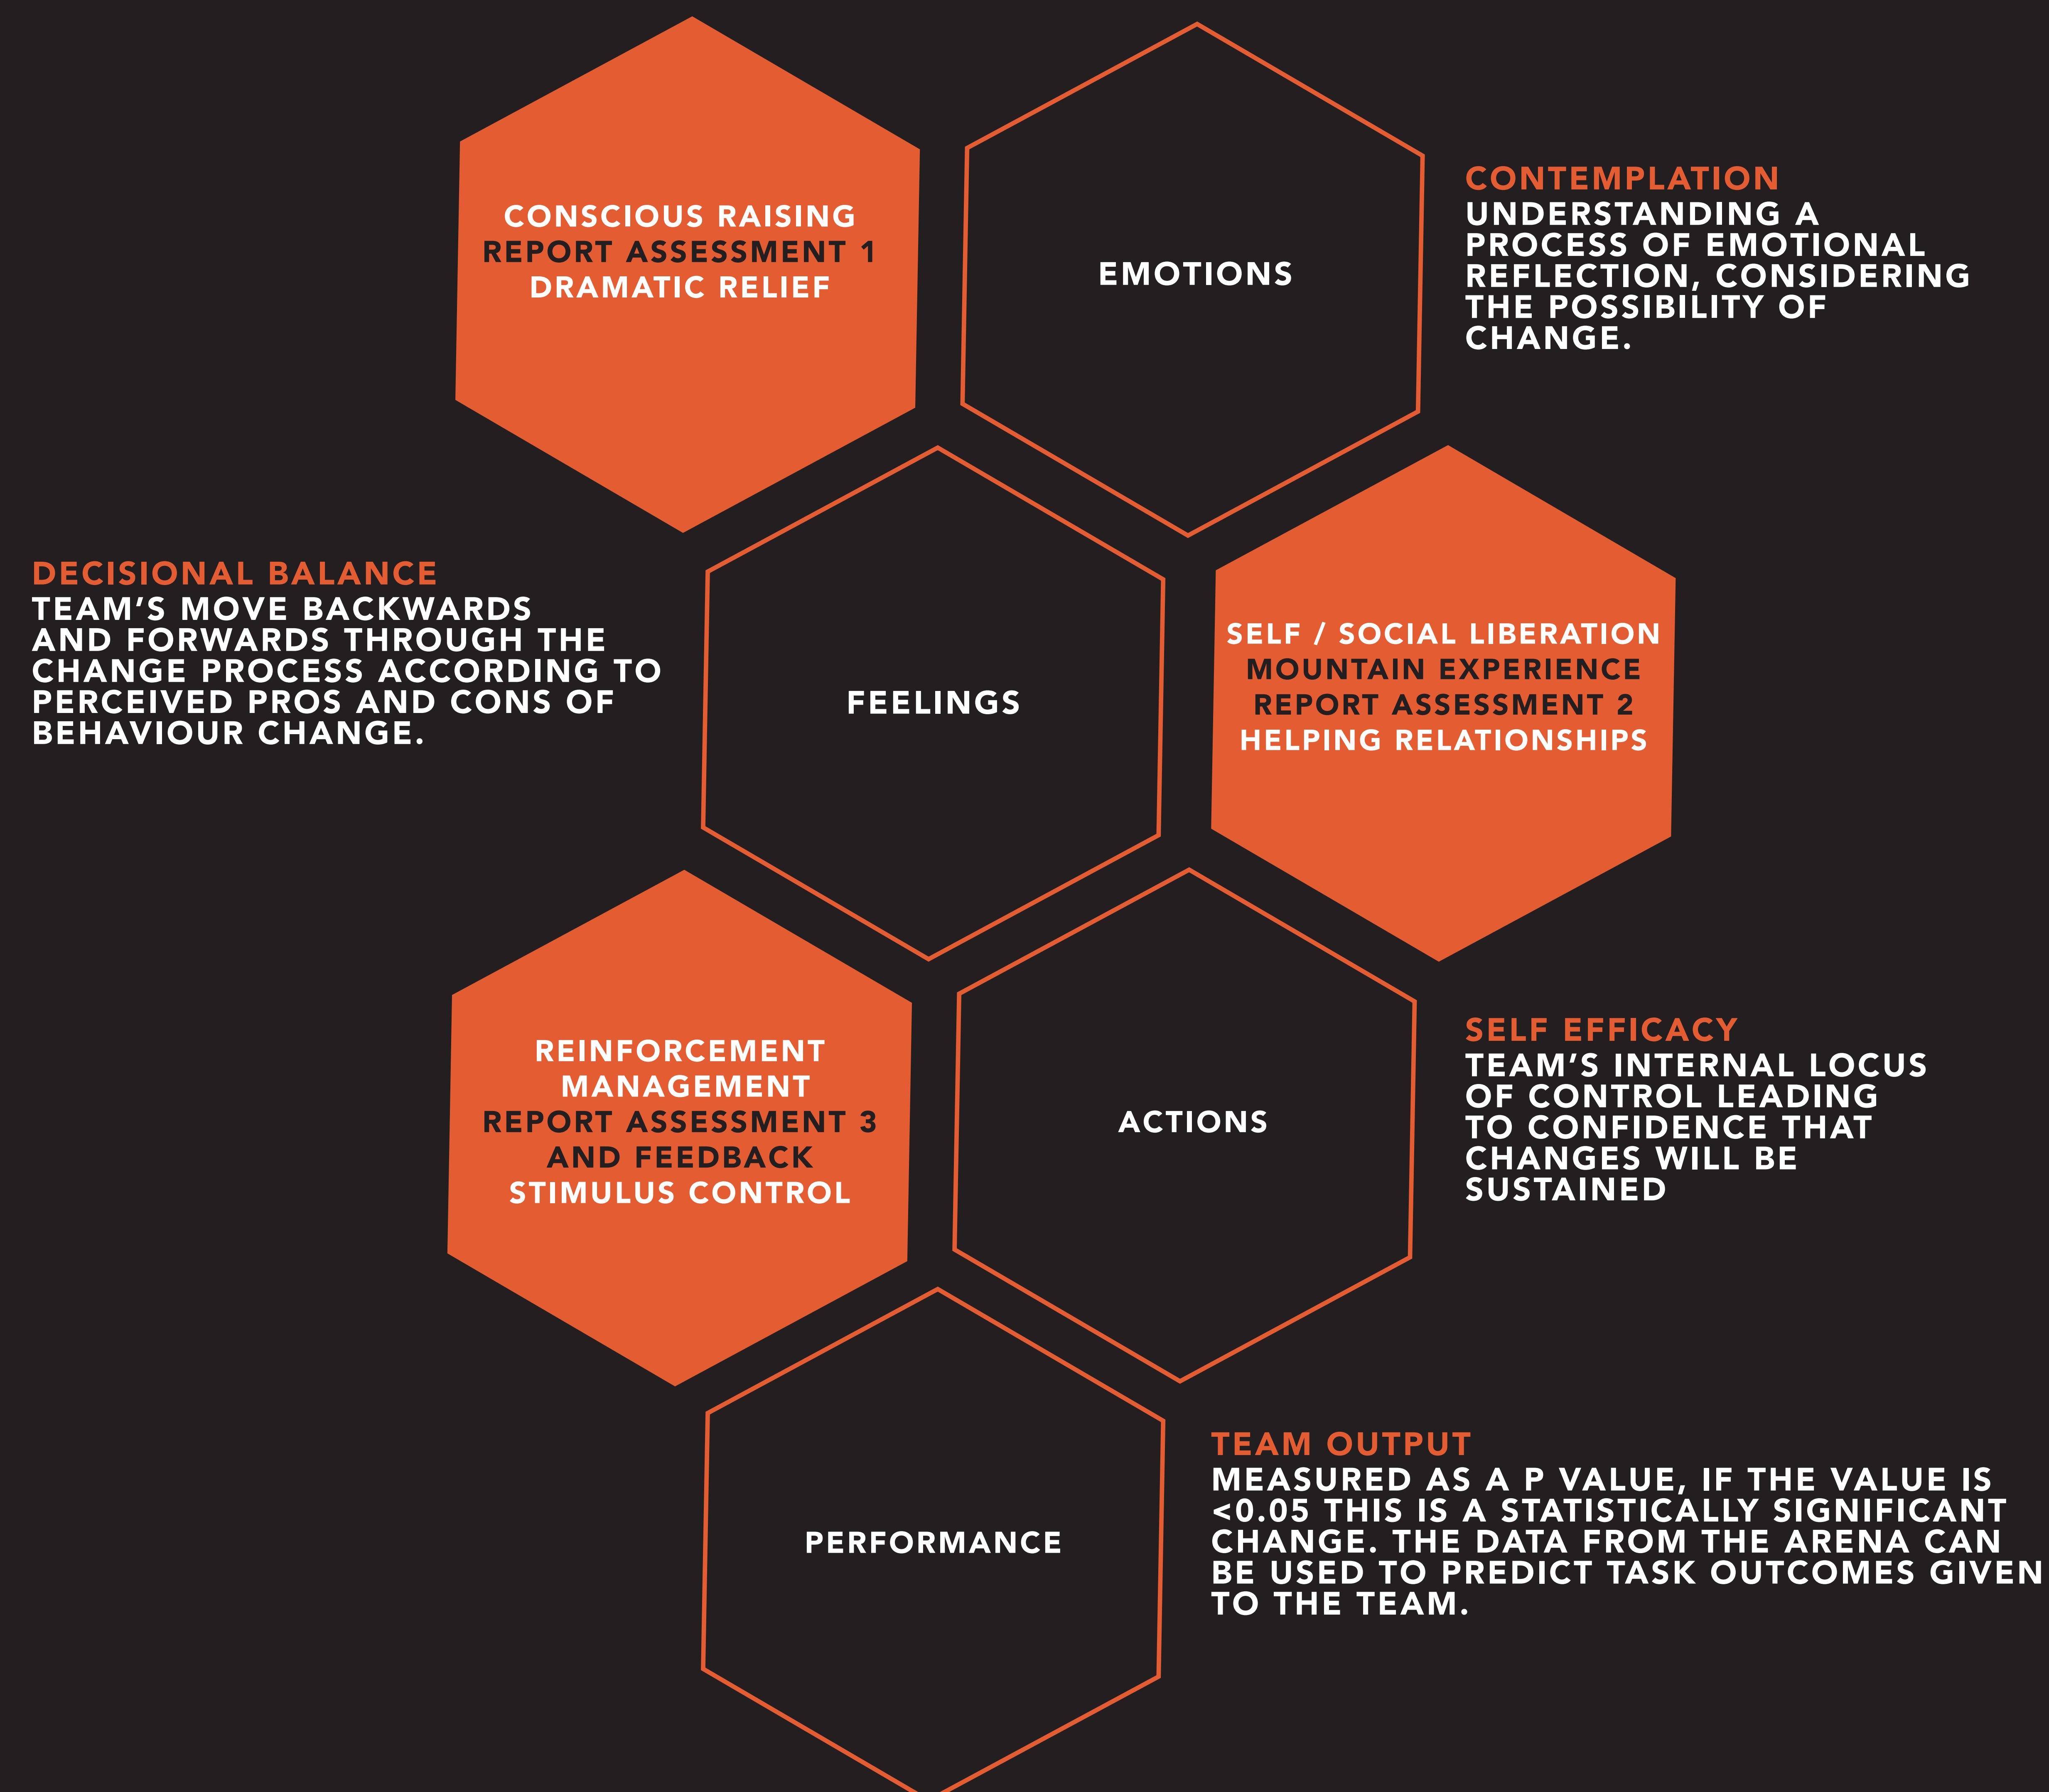 CONSCIOUS RAISING
REPORT ASSESSMENT 1
DRAMATIC RELIEF
EMOTIONS
CONTEMPLATION
UNDERSTANDING A
PROCESS OF EMOTIONAL
REFLECTION, CONSIDERING
THE POSSIBILITY OF
CHANGE.
DECISIONAL BALANCE
TEAM'S MOVE BACKWARDS
AND FORWARDS THROUGH THE
CHANGE PROCESS ACCORDING TO
PERCEIVED PROS AND CONS OF
BEHAVIOUR CHANGE.
FEELINGS
SELF / SOCIAL LIBERATION
MOUNTAIN EXPERIENCE
REPORT ASSESSMENT 2
HELPING RELATIONSHIPS
REINFORCEMENT
MANAGEMENT
REPORT ASSESSMENT 3
AND FEEDBACK
STIMULUS CONTROL
ACTIONS
SELF EFFICACY
TEAM'S INTERNAL LOCUS
OF CONTROL LEADING
TO CONFIDENCE THAT
CHANGES WILL BE
SUSTAINED
PERFORMANCE
TEAM OUTPUT
MEASURED AS A P VALUE, IF THE VALUE IS
<0.05 THIS IS A STATISTICALLY SIGNIFICANT
CHANGE. THE DATA FROM THE ARENA CAN
BE USED TO PREDICT TASK OUTCOMES GIVEN
TO THE TEAM.